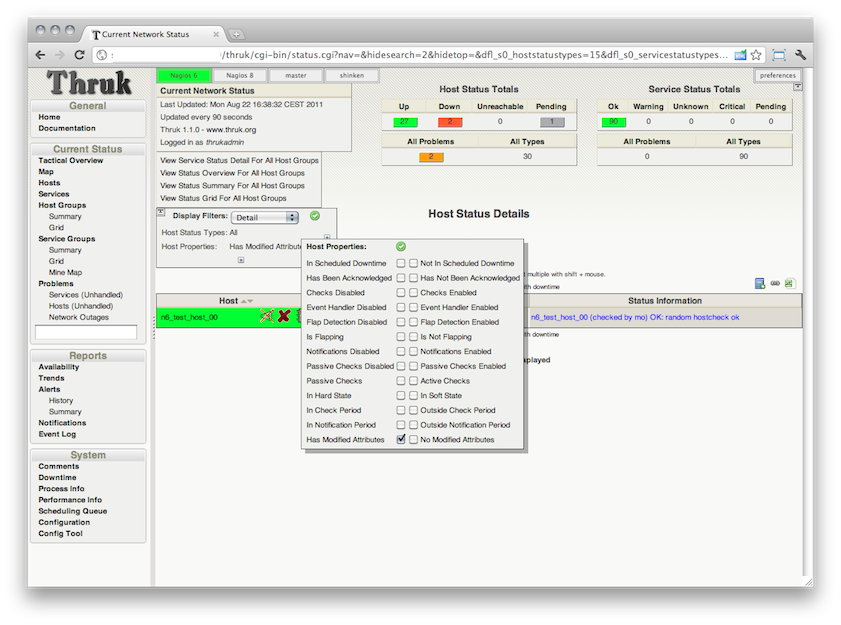 Current Network Status
/thruk/cgi-bin/status.cgi?nav=&hidesearch=2&hidetop=&dfl_s0_hoststatustypes=15&dfl_s0_servicestatustypes...
Thruk
General
Home
Documentation
Current Status
Tactical Overview
Map
Hosts
Services
Host Groups
Summary
Grid
Service Groups
Summary
Grid
Mine Map
Problems
Services (Unhandled)
Hosts (Unhandled)
Network Outages
Reports
Availability
Trends
Alerts
History
Summary
Notifications
Event Log
System
Comments
Downtime
Process Info
Performance Info
Scheduling Queue
Configuration
Config Tool
Nagios 6 Nagios 8 master shinken preferences
Current Network Status
Last Updated: Mon Aug 22 16:38:32 CEST 2011
Updated every 90 seconds
Thruk 1.1.0 - www.thruk.org
Logged in as thrukadmin
View Service Status Detail For All Host Groups
View Status Overview For All Host Groups
View Status Summary For All Host Groups
View Status Grid For All Host Groups
Host Status Totals
Up Down Unreachable Pending
27 2 0 1
All Problems All Types
2 30
Service Status Totals
Ok Warning Unknown Critical Pending
90 0 0 0 0
All Problems All Types
0 90
Display Filters: Detail
Host Status Types: All
Host Properties: Has Modified Attribute
Host Status Details
Host Properties:
In Scheduled Downtime Not In Scheduled Downtime
Has Been Acknowledged Has Not Been Acknowledged
Checks Disabled Checks Enabled
Event Handler Disabled Event Handler Enabled
Flap Detection Disabled Flap Detection Enabled
Is Flapping Is Not Flapping
Notifications Disabled Notifications Enabled
Passive Checks Disabled Passive Checks Enabled
Passive Checks Active Checks
In Hard State In Soft State
In Check Period Outside Check Period
In Notification Period Outside Notification Period
Has Modified Attributes No Modified Attributes
multiple with shift + mouse.
downtime
Host Status Information
n6_test_host_00 n6_test_host_00 (checked by mo) OK: random hostcheck ok
downtime